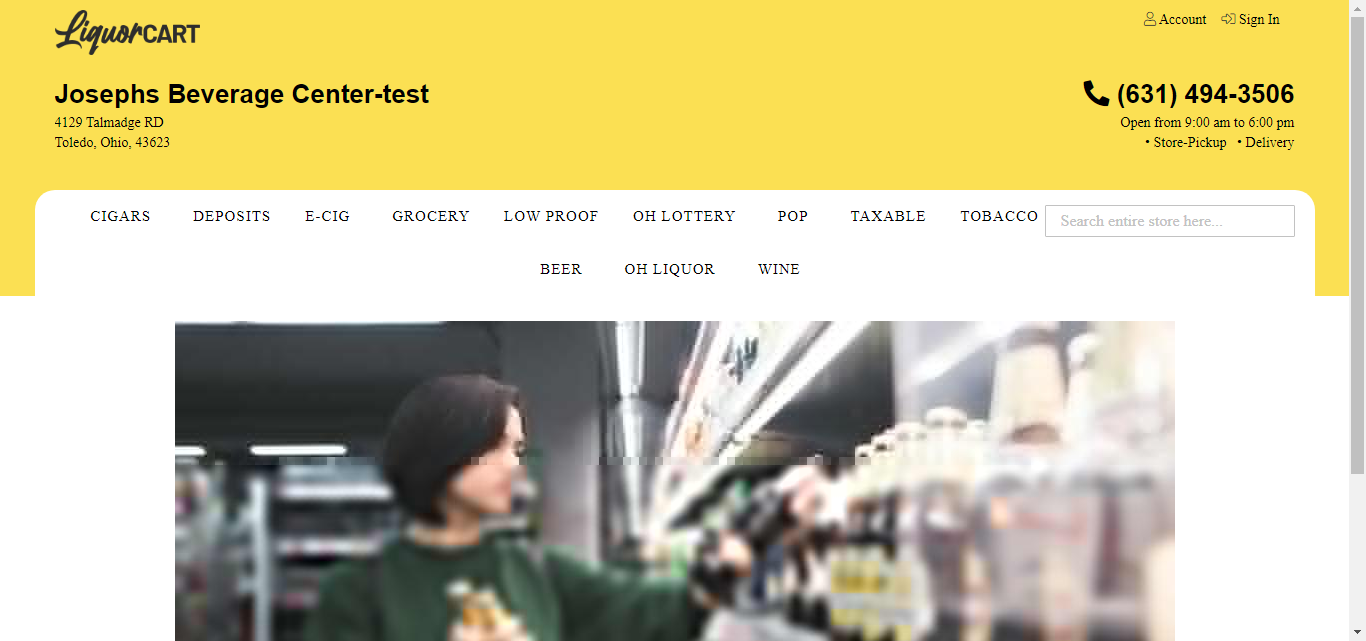 LiquorCART
Account Sign In
Josephs Beverage Center-test
(631) 494-3506
4129 Talmadge RD
Open from 9:00 am to 6:00 pm
Toledo, Ohio, 43623
• Store-Pickup • Delivery
CIGARS DEPOSITS E-CIG GROCERY LOW PROOF OH LOTTERY POP TAXABLE TOBACCO
Search entire store here...
BEER OH LIQUOR WINE